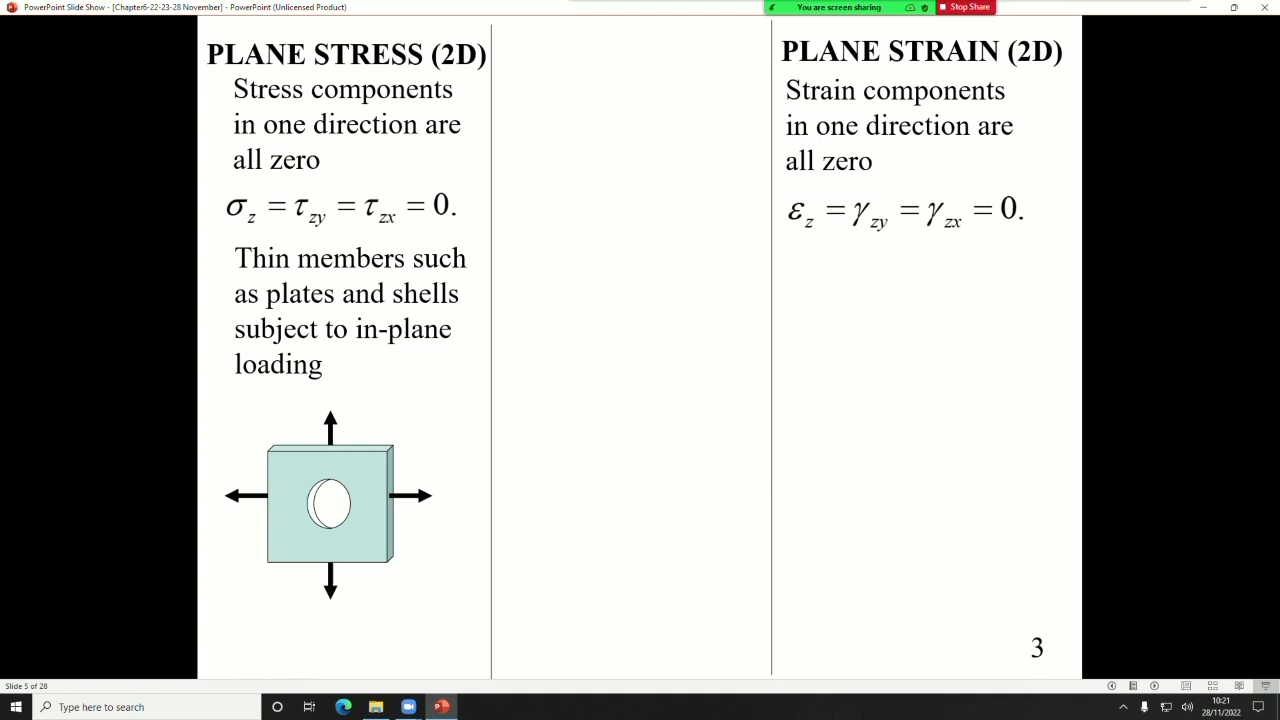 PowerPoint Slide Show - [Chapter6-22-23-28 November] - PowerPoint (Unlicensed Product)
You are screen sharing
Stop Share
PLANE STRESS (2D)
Stress components
in one direction are
all zero
σz = τzy = τzx = 0.
Thin members such
as plates and shells
subject to in-plane
loading
PLANE STRAIN (2D)
Strain components
in one direction are
all zero
εz = γzy = γzx = 0.
3
Slide 5 of 28
Type here to search
10:21
28/11/2022